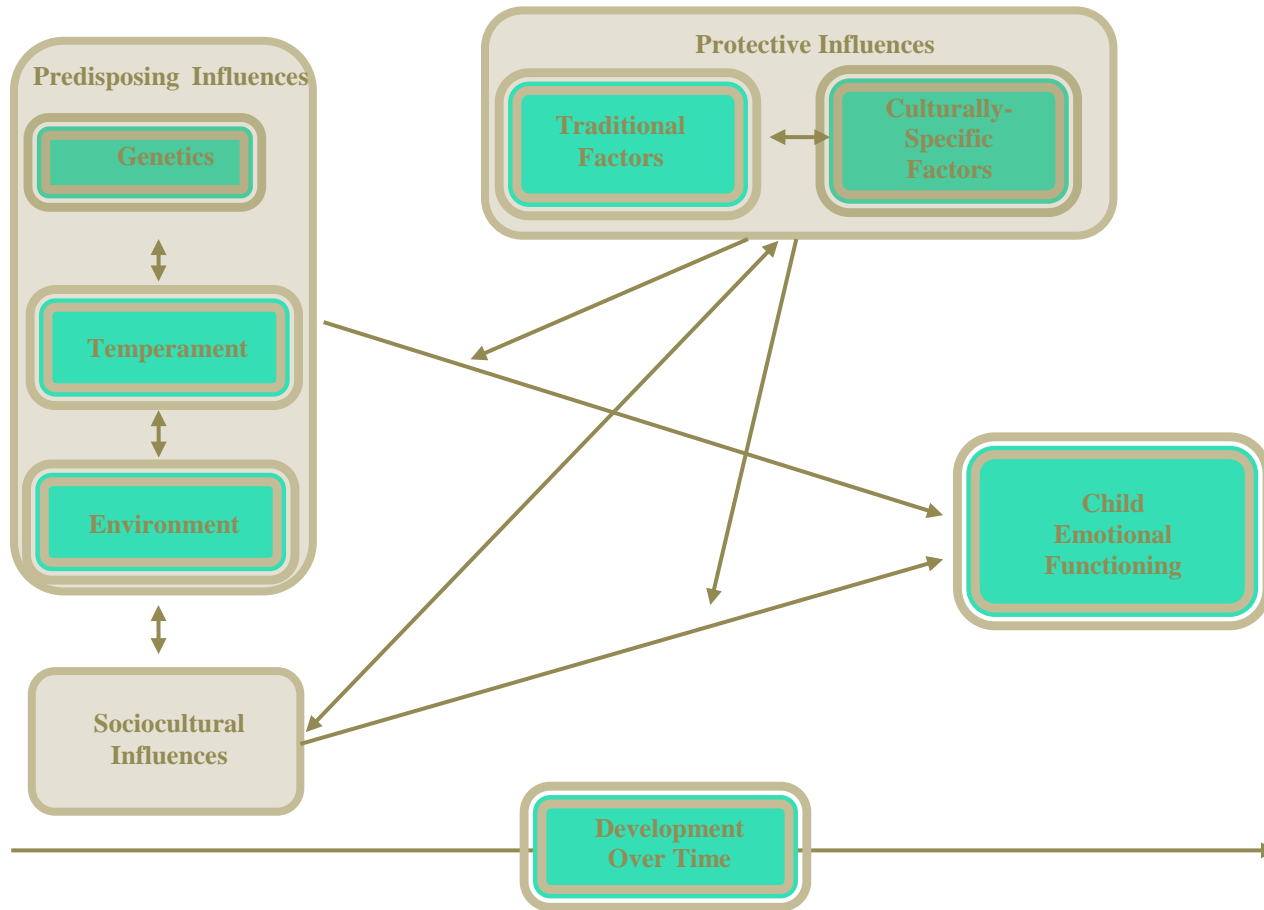 Protective Influences
Predisposing Influences
Traditional
Factors
Culturally-
Specific
Factors
Genetics
Temperament
Environment
Child
Emotional
Functioning
Sociocultural
Influences
Development
Over Time